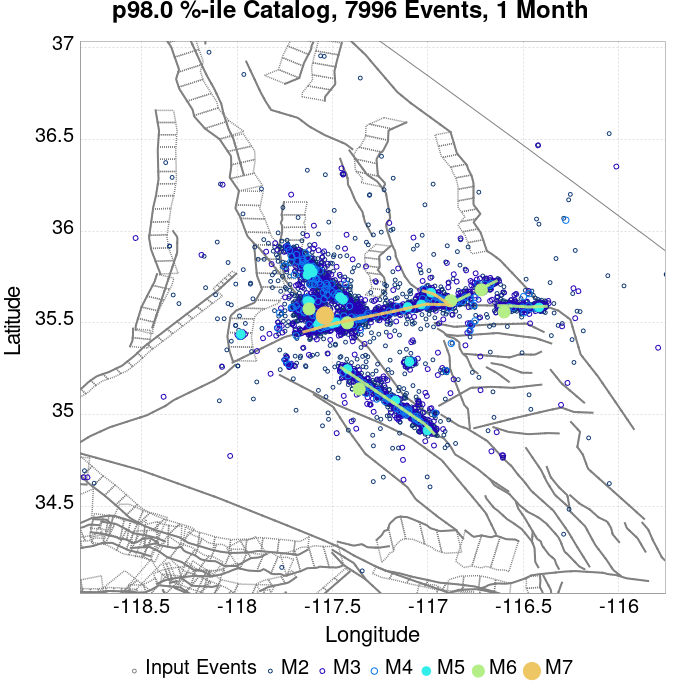 p98.0 %-ile Catalog, 7996 Events, 1 Month
37
36.5
36
35.5
35
34.5
Latitude
-118.5 -118 -117.5 -117 -116.5 -116
Longitude
Input Events M2 M3 M4 M5 M6 M7